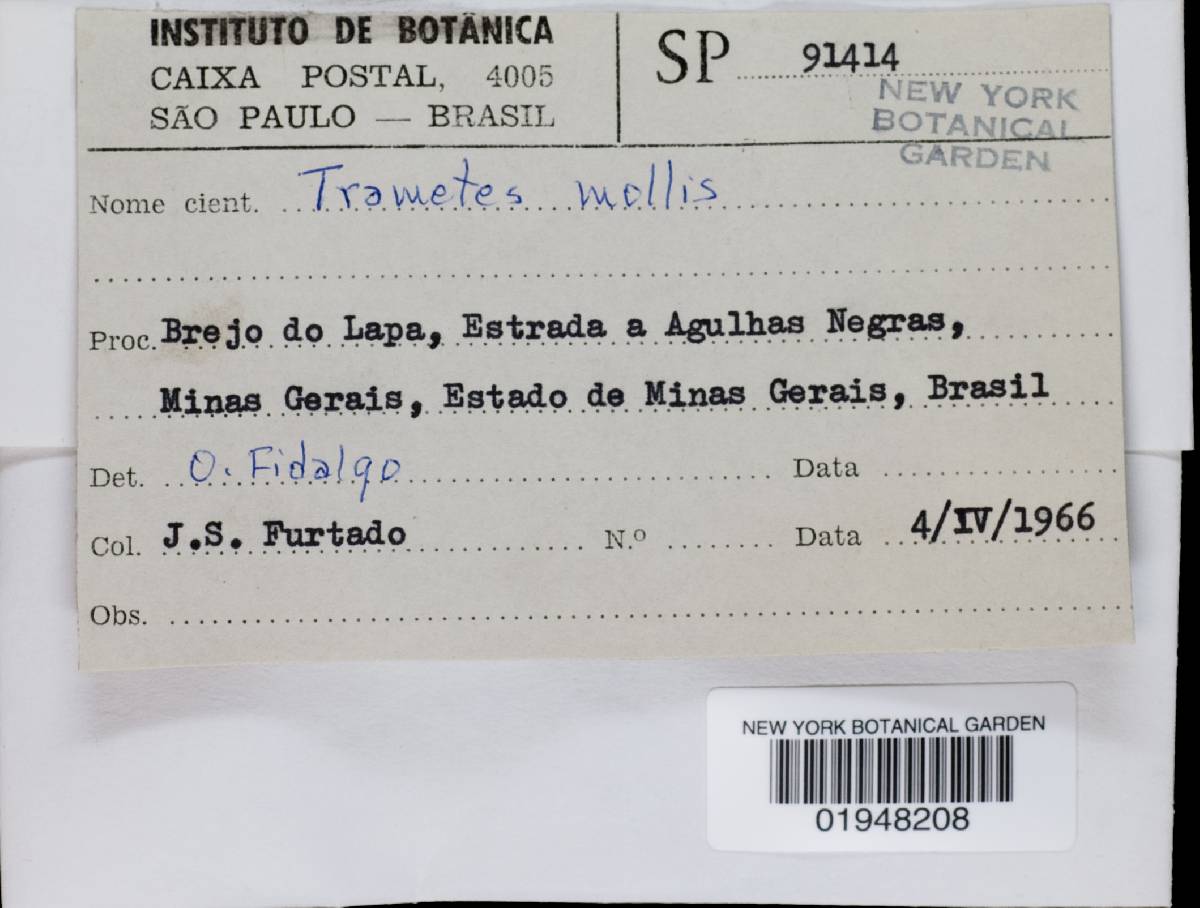 INSTITUTO DE BOTÂNICA
CAIXA POSTAL, 4005
SÃO PAULO — BRASIL
SP 91414
NEW YORK
BOTANICAL
GARDEN
Nome cient. Trametes mollis
Proc. Brejo do Lapa, Estrada a Agulhas Negras,
Minas Gerais, Estado de Minas Gerais, Brasil
Det. O. Fidalgo Data
Col. J.S. Furtado N.º Data 4/IV/1966
Obs.
NEW YORK BOTANICAL GARDEN
01948208